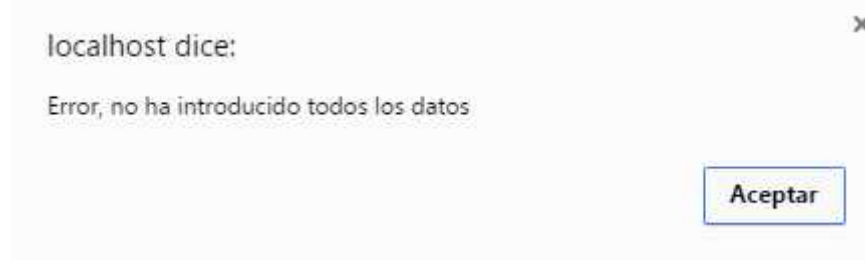 localhost dice:
Error, no ha introducido todos los datos
Aceptar